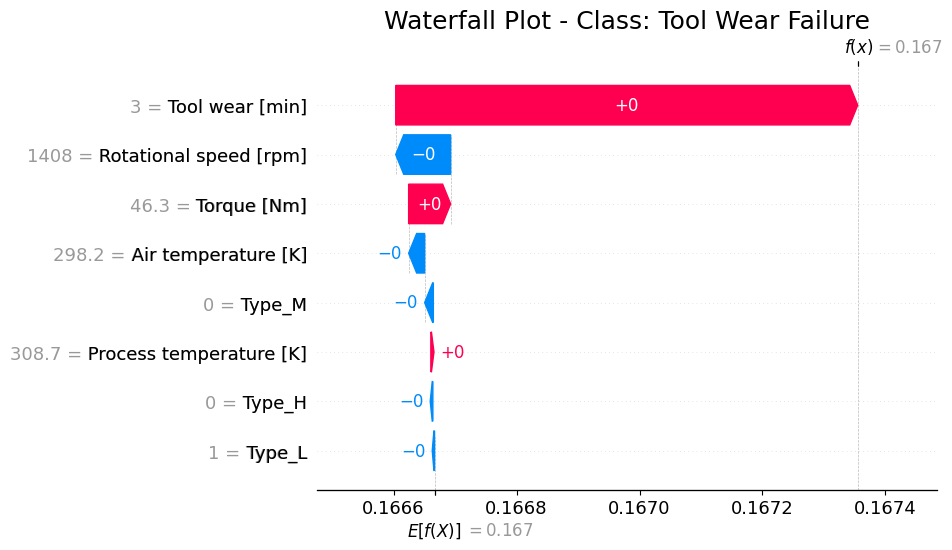 Waterfall Plot - Class: Tool Wear Failure
f(x) = 0.167
3 = Tool wear [min] +0
1408 = Rotational speed [rpm] −0
46.3 = Torque [Nm] +0
298.2 = Air temperature [K] −0
0 = Type_M −0
308.7 = Process temperature [K] +0
0 = Type_H −0
1 = Type_L −0
0.1666 0.1668 0.1670 0.1672 0.1674
E[f(X)] = 0.167